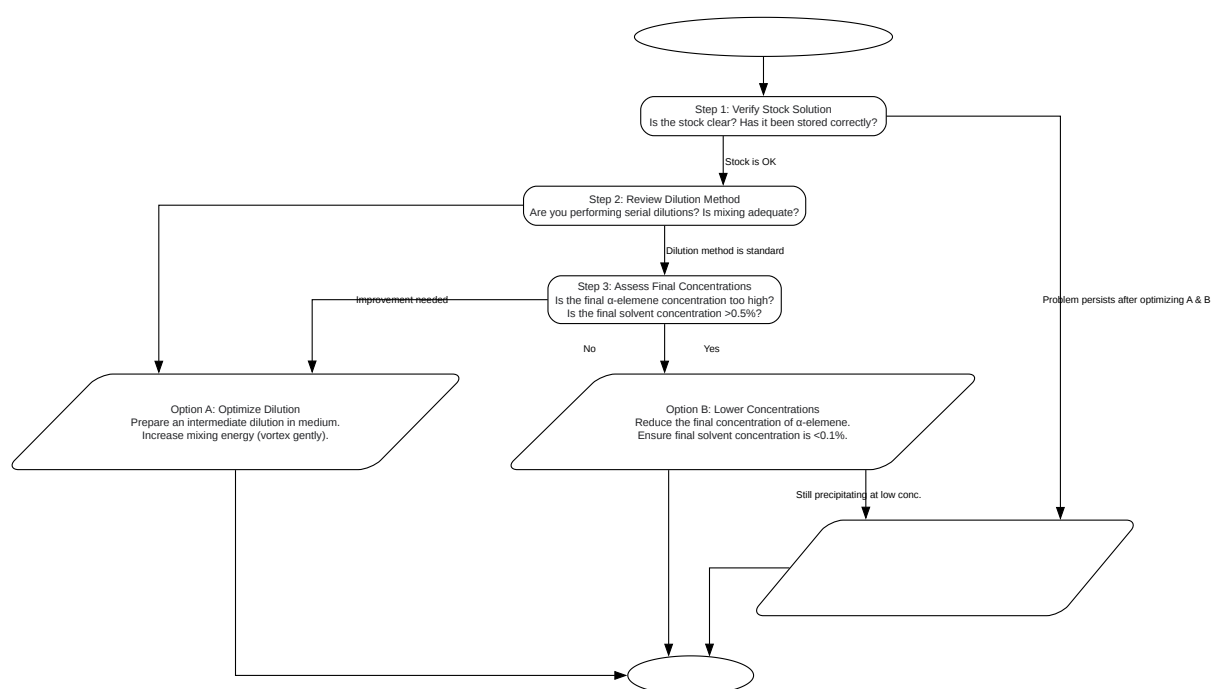 Step 1: Verify Stock Solution
Is the stock clear? Has it been stored correctly?
Stock is OK
Step 2: Review Dilution Method
Are you performing serial dilutions? Is mixing adequate?
Dilution method is standard
Step 3: Assess Final Concentrations
Is the final α-elemene concentration too high?
Is the final solvent concentration >0.5%?
Improvement needed
Problem persists after optimizing A & B
No
Yes
Option A: Optimize Dilution
Prepare an intermediate dilution in medium.
Increase mixing energy (vortex gently).
Option B: Lower Concentrations
Reduce the final concentration of α-elemene.
Ensure final solvent concentration is <0.1%.
Still precipitating at low conc.